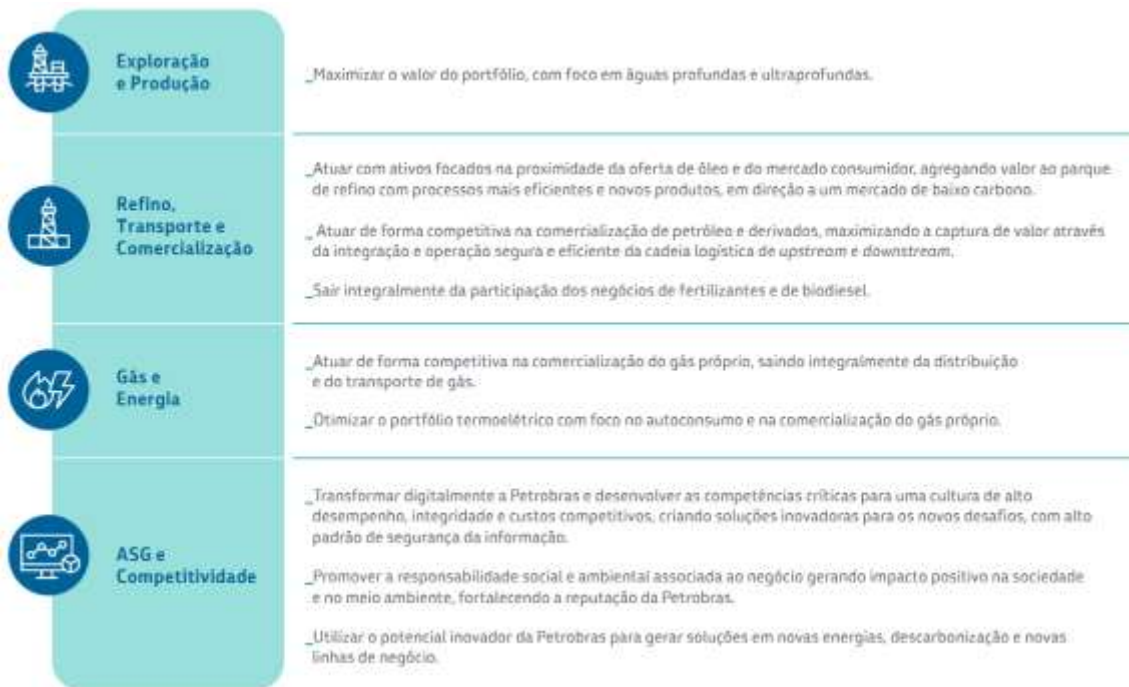 Exploração
e Produção
_Maximizar o valor do portfólio, com foco em águas profundas e ultraprofundas.
Refino,
Transporte e
Comercialização
_Atuar com ativos focados na proximidade da oferta de óleo e do mercado consumidor, agregando valor ao parque
de refino com processos mais eficientes e novos produtos, em direção a um mercado de baixo carbono.
_ Atuar de forma competitiva na comercialização de petróleo e derivados, maximizando a captura de valor através
da integração e operação segura e eficiente da cadeia logística de upstream e downstream.
_Sair integralmente da participação dos negócios de fertilizantes e de biodiesel.
Gás e
Energia
_Atuar de forma competitiva na comercialização do gás próprio, saindo integralmente da distribuição
e do transporte de gás.
_Otimizar o portfólio termoelétrico com foco no autoconsumo e na comercialização do gás próprio.
ASG e
Competitividade
_Transformar digitalmente a Petrobras e desenvolver as competências críticas para uma cultura de alto
desempenho, integridade e custos competitivos, criando soluções inovadoras para os novos desafios, com alto
padrão de segurança da informação.
_Promover a responsabilidade social e ambiental associada ao negócio gerando impacto positivo na sociedade
e no meio ambiente, fortalecendo a reputação da Petrobras.
_Utilizar o potencial inovador da Petrobras para gerar soluções em novas energias, descarbonização e novas
linhas de negócio.